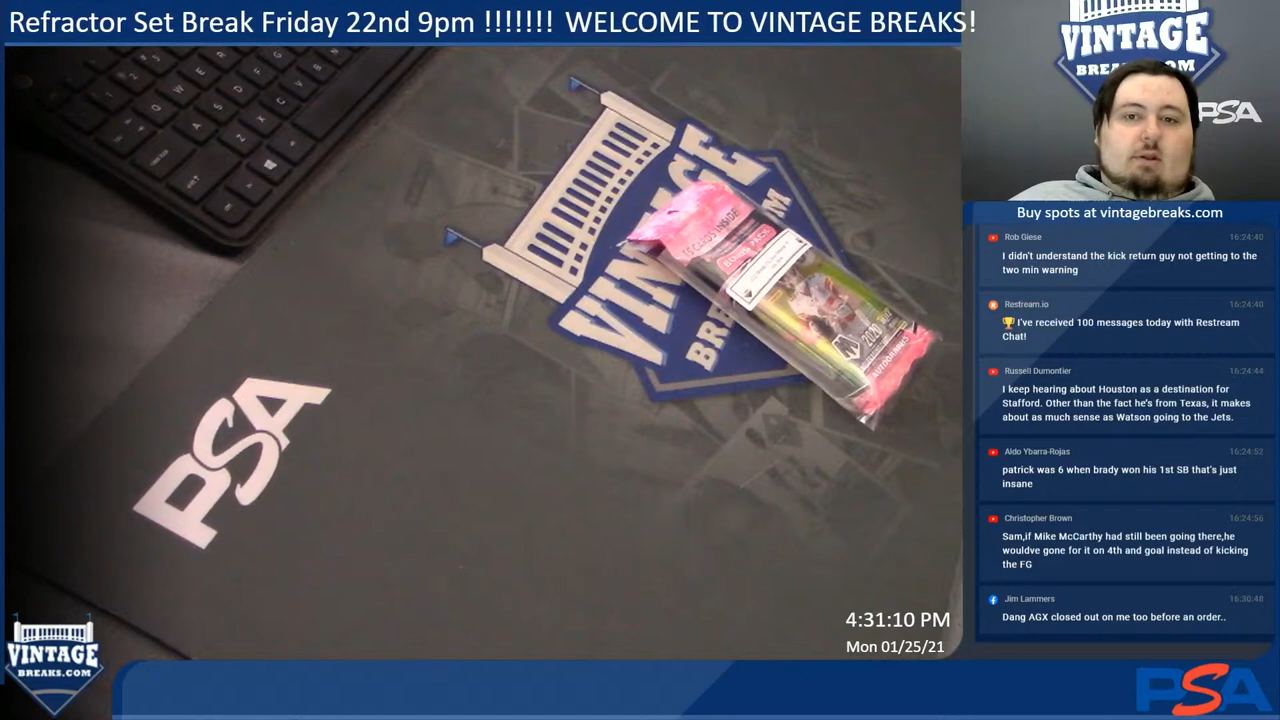 Refractor Set Break Friday 22nd 9pm !!!!!!! WELCOME TO VINTAGE BREAKS!
VINTAGE
PSA
Buy spots at vintagebreaks.com
Rob Giese 16:24:40
I didn't understand the kick return guy not getting to the
two min warning
Restream.io 16:24:40
🏆 I've received 100 messages today with Restream
Chat!
Russell Dumontier 16:24:44
I keep hearing about Houston as a destination for
Stafford. Other than the fact he's from Texas, it makes
about as much sense as Watson going to the Jets.
Aldo Ybarra-Rojas 16:24:52
patrick was 6 when brady won his 1st SB that's just
insane
Christopher Brown 16:24:56
Sam,if Mike McCarthy had still been going there,he
wouldve gone for it on 4th and goal instead of kicking
the FG
Jim Lammers 16:30:48
Dang AGX closed out on me too before an order..
VINTAGE
15 CARDS INSIDE
BONUS PACK
2020
AUTOGRAPHS
PSA
4:31:10 PM
Mon 01/25/21
VINTAGE
BREAKS.COM
PSA